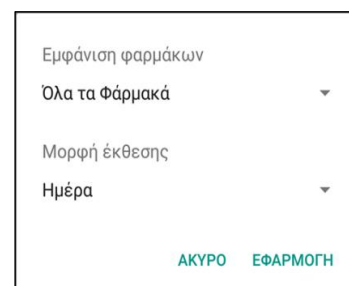 Εμφάνιση φαρμάκων
Όλα τα Φάρμακά
Μορφή έκθεσης
Ημέρα
ΑΚΥΡΟ ΕΦΑΡΜΟΓΗ